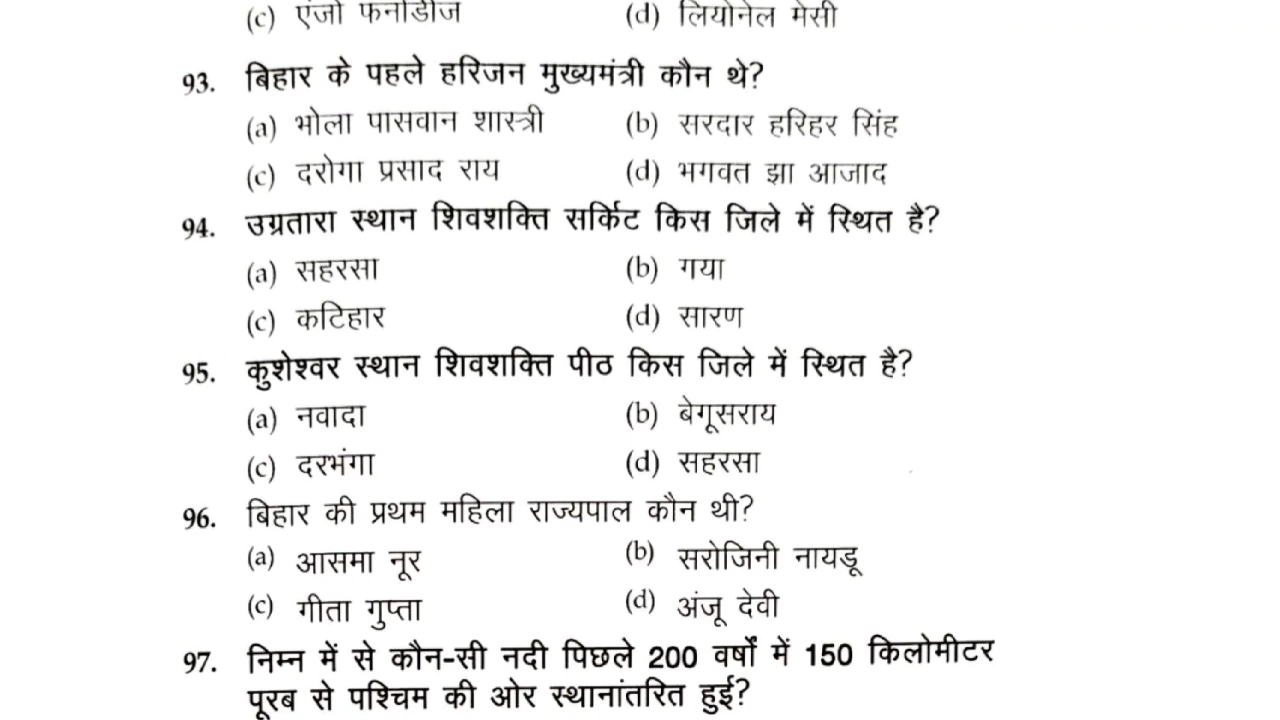 (c) एंजो फर्नांडीज (d) लियोनेल मेसी
93. बिहार के पहले हरिजन मुख्यमंत्री कौन थे?
(a) भोला पासवान शास्त्री (b) सरदार हरिहर सिंह
(c) दरोगा प्रसाद राय (d) भगवत झा आजाद
94. उग्रतारा स्थान शिवशक्ति सर्किट किस जिले में स्थित है?
(a) सहरसा (b) गया
(c) कटिहार (d) सारण
95. कुशेश्वर स्थान शिवशक्ति पीठ किस जिले में स्थित है?
(a) नवादा (b) बेगूसराय
(c) दरभंगा (d) सहरसा
96. बिहार की प्रथम महिला राज्यपाल कौन थी?
(a) आसमा नूर (b) सरोजिनी नायडू
(c) गीता गुप्ता (d) अंजू देवी
97. निम्न में से कौन-सी नदी पिछले 200 वर्षों में 150 किलोमीटर
पूरब से पश्चिम की ओर स्थानांतरित हुई?